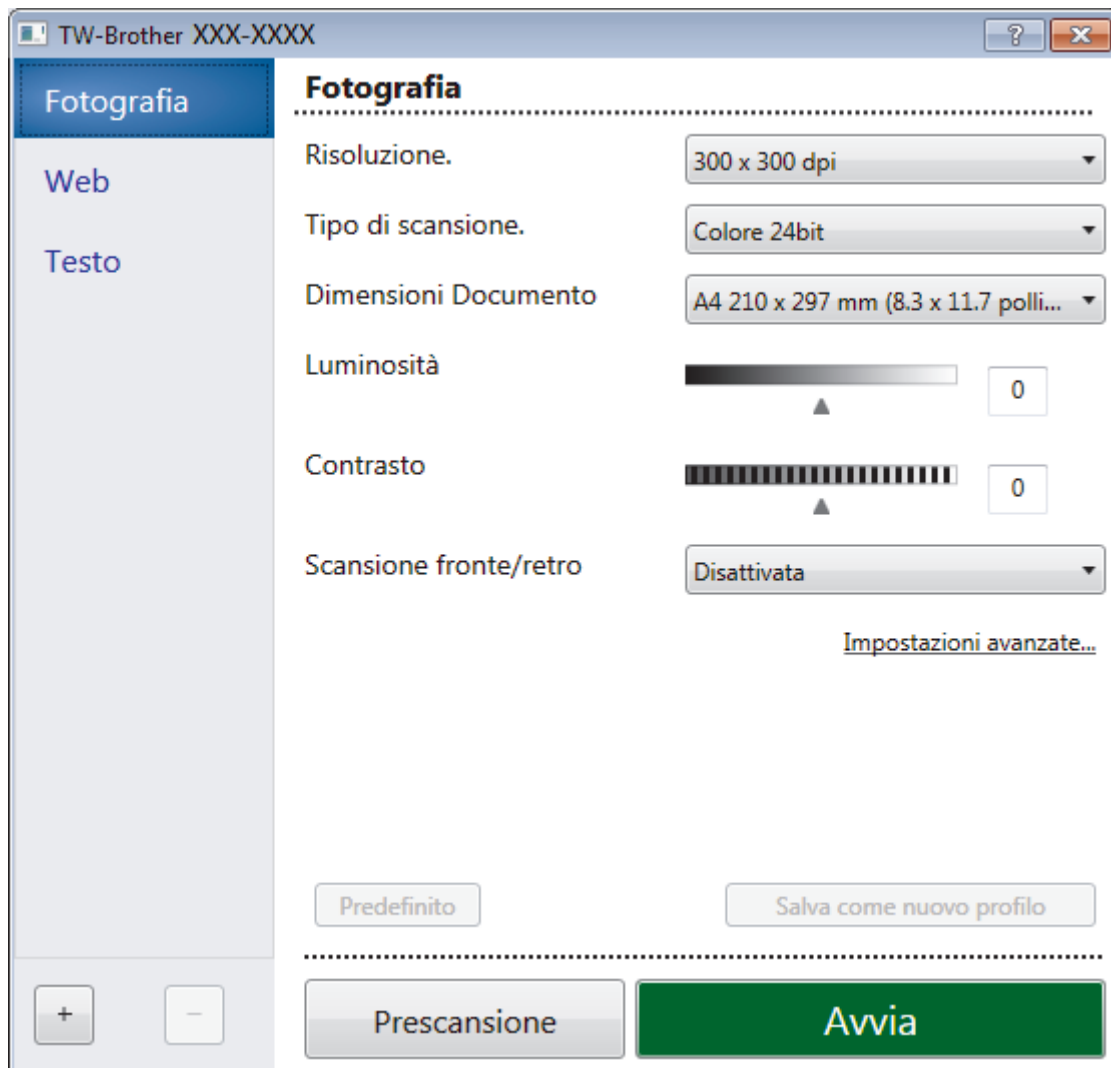 TW-Brother XXX-XXXX
?
Fotografia
Web
Testo
Fotografia
Risoluzione.
300 x 300 dpi
Tipo di scansione.
Colore 24bit
Dimensioni Documento
A4 210 x 297 mm (8.3 x 11.7 polli...
Luminosità
0
Contrasto
0
Scansione fronte/retro
Disattivata
Impostazioni avanzate...
Predefinito
Salva come nuovo profilo
+
−
Prescansione
Avvia